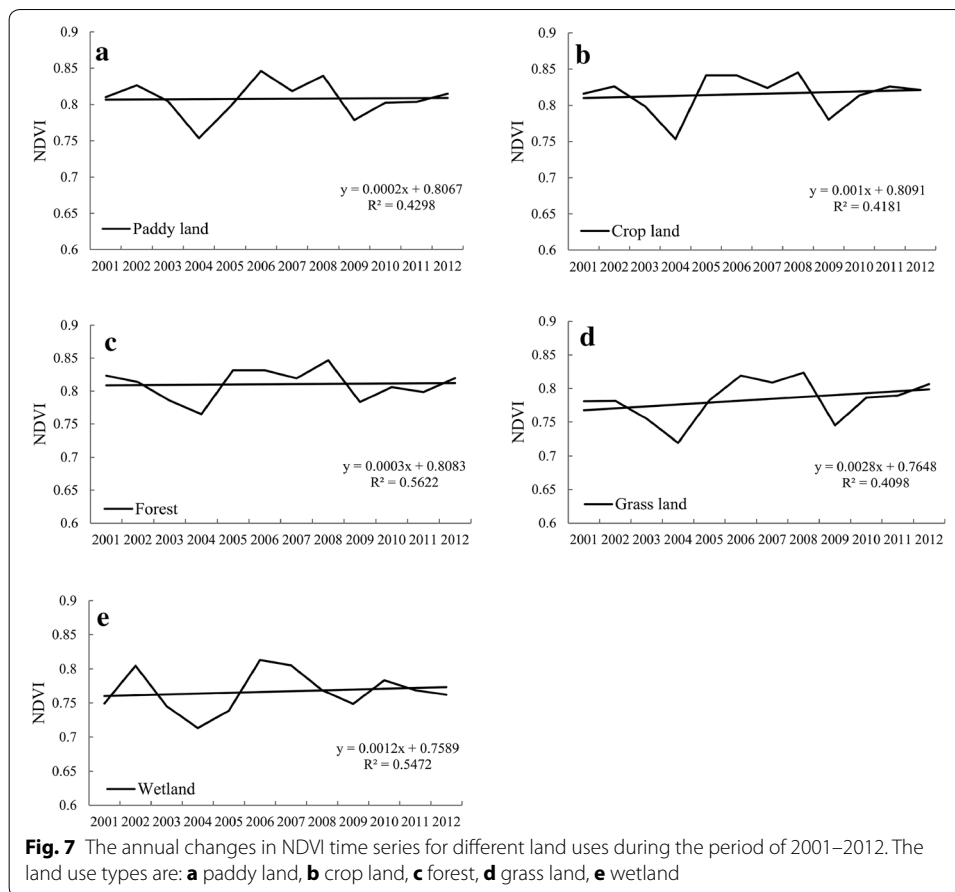 a
0.9
0.85
0.8
0.75
0.7
0.65
0.6
NDVI
y = 0.0002x + 0.8067
R² = 0.4298
Paddy land
2001 2002 2003 2004 2005 2006 2007 2008 2009 2010 2011 2012
b
0.9
0.85
0.8
0.75
0.7
0.65
0.6
NDVI
y = 0.001x + 0.8091
R² = 0.4181
Crop land
2001 2002 2003 2004 2005 2006 2007 2008 2009 2010 2011 2012
c
0.9
0.85
0.8
0.75
0.7
0.65
0.6
NDVI
y = 0.0003x + 0.8083
R² = 0.5622
Forest
2001 2002 2003 2004 2005 2006 2007 2008 2009 2010 2011 2012
d
0.9
0.85
0.8
0.75
0.7
0.65
0.6
NDVI
y = 0.0028x + 0.7648
R² = 0.4098
Grass land
2001 2002 2003 2004 2005 2006 2007 2008 2009 2010 2011 2012
e
0.9
0.85
0.8
0.75
0.7
0.65
0.6
NDVI
y = 0.0012x + 0.7589
R² = 0.5472
Wetland
2001 2002 2003 2004 2005 2006 2007 2008 2009 2010 2011 2012
Fig. 7 The annual changes in NDVI time series for different land uses during the period of 2001–2012. The
land use types are: a paddy land, b crop land, c forest, d grass land, e wetland